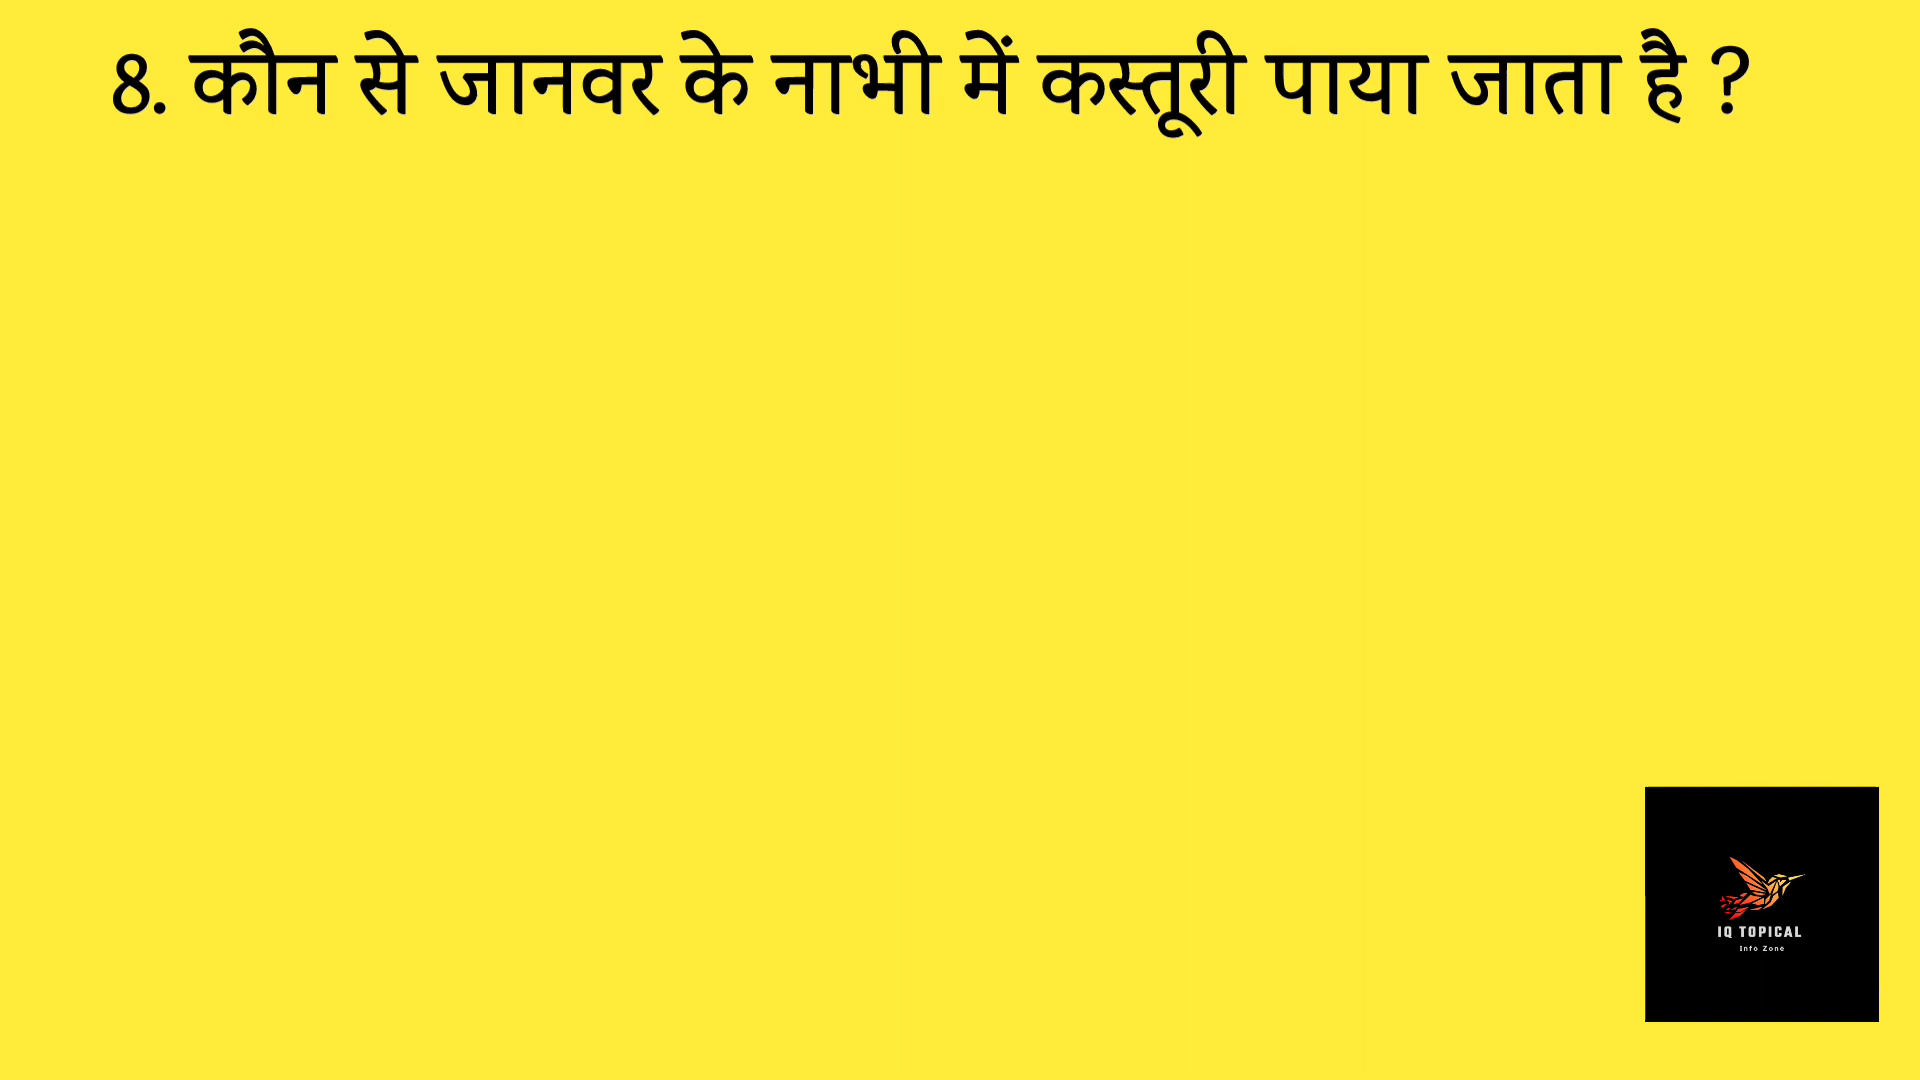 8. कौन से जानवर के नाभी में कस्तूरी पाया जाता है ?
IQ TOPICAL
Info Zone